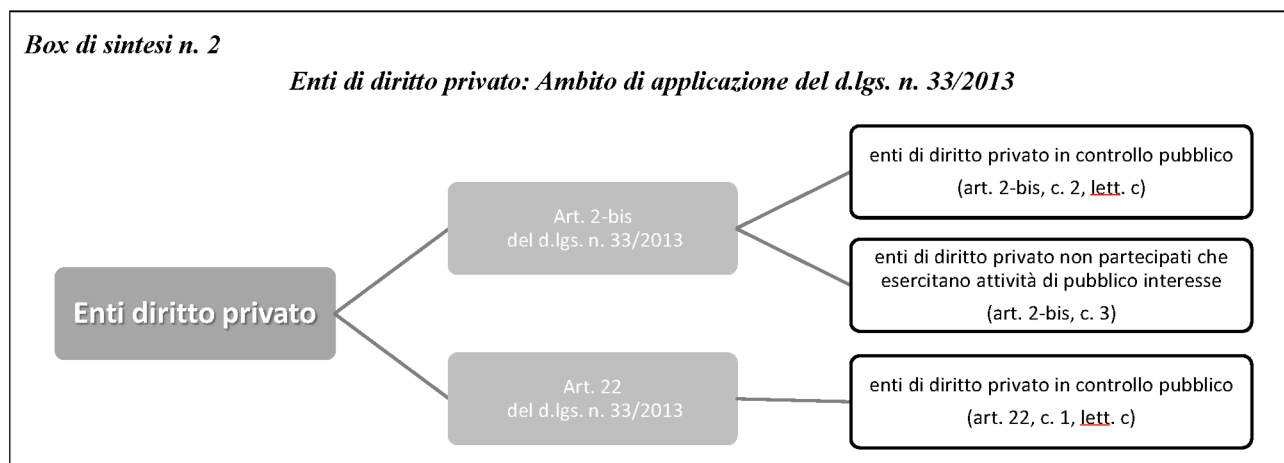 Box di sintesi n. 2
Enti di diritto privato: Ambito di applicazione del d.lgs. n. 33/2013
Enti diritto privato
Art. 2-bis
del d.lgs. n. 33/2013
enti di diritto privato in controllo pubblico
(art. 2-bis, c. 2, lett. c)
enti di diritto privato non partecipati che
esercitano attività di pubblico interesse
(art. 2-bis, c. 3)
Art. 22
del d.lgs. n. 33/2013
enti di diritto privato in controllo pubblico
(art. 22, c. 1, lett. c)